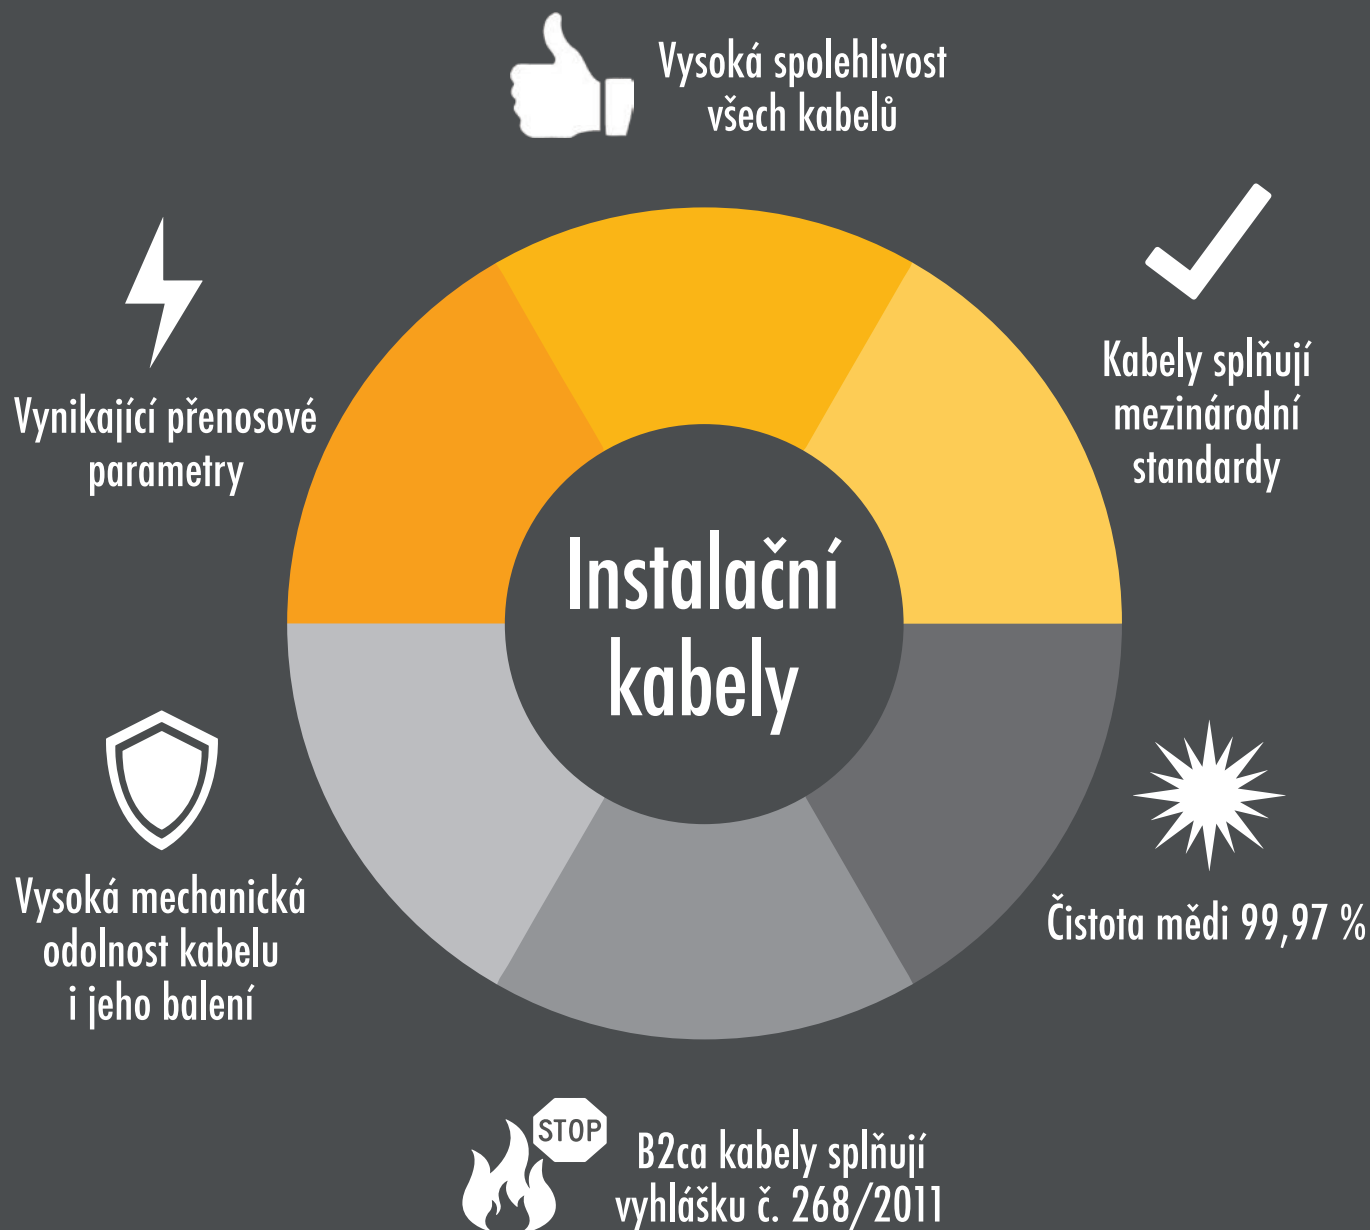 Vysoká spolehlivost
všech kabelů
Kabely splňují
mezinárodní
standardy
Vynikající přenosové
parametry
Instalační
kabely
Čistota mědi 99,97 %
Vysoká mechanická
odolnost kabelu
i jeho balení
STOP
B2ca kabely splňují
vyhlášku č. 268/2011